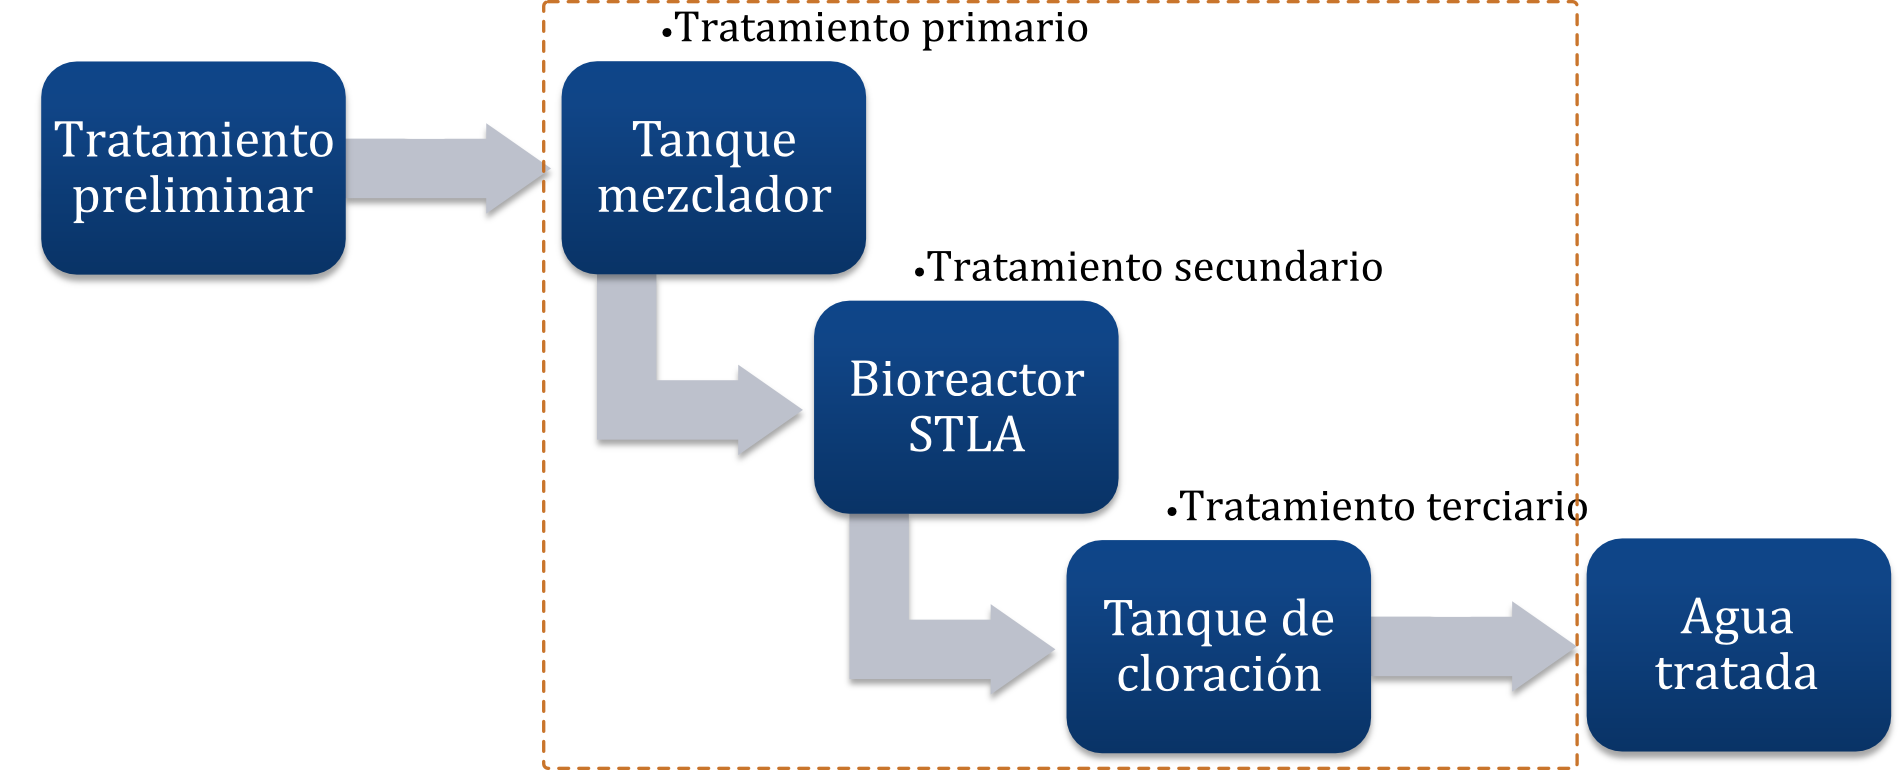 •Tratamiento primario
Tratamiento
preliminar
Tanque
mezclador
•Tratamiento secundario
Bioreactor
STLA
•Tratamiento terciario
Tanque de
cloración
Agua
tratada